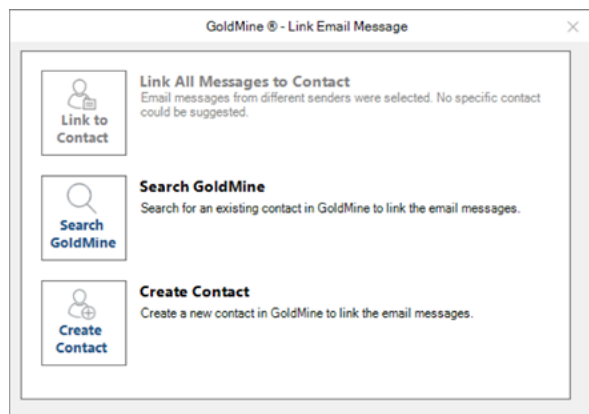 GoldMine ® - Link Email Message
Link to
Contact
Link All Messages to Contact
Email messages from different senders were selected. No specific contact
could be suggested.
Search
GoldMine
Search GoldMine
Search for an existing contact in GoldMine to link the email messages.
Create
Contact
Create Contact
Create a new contact in GoldMine to link the email messages.